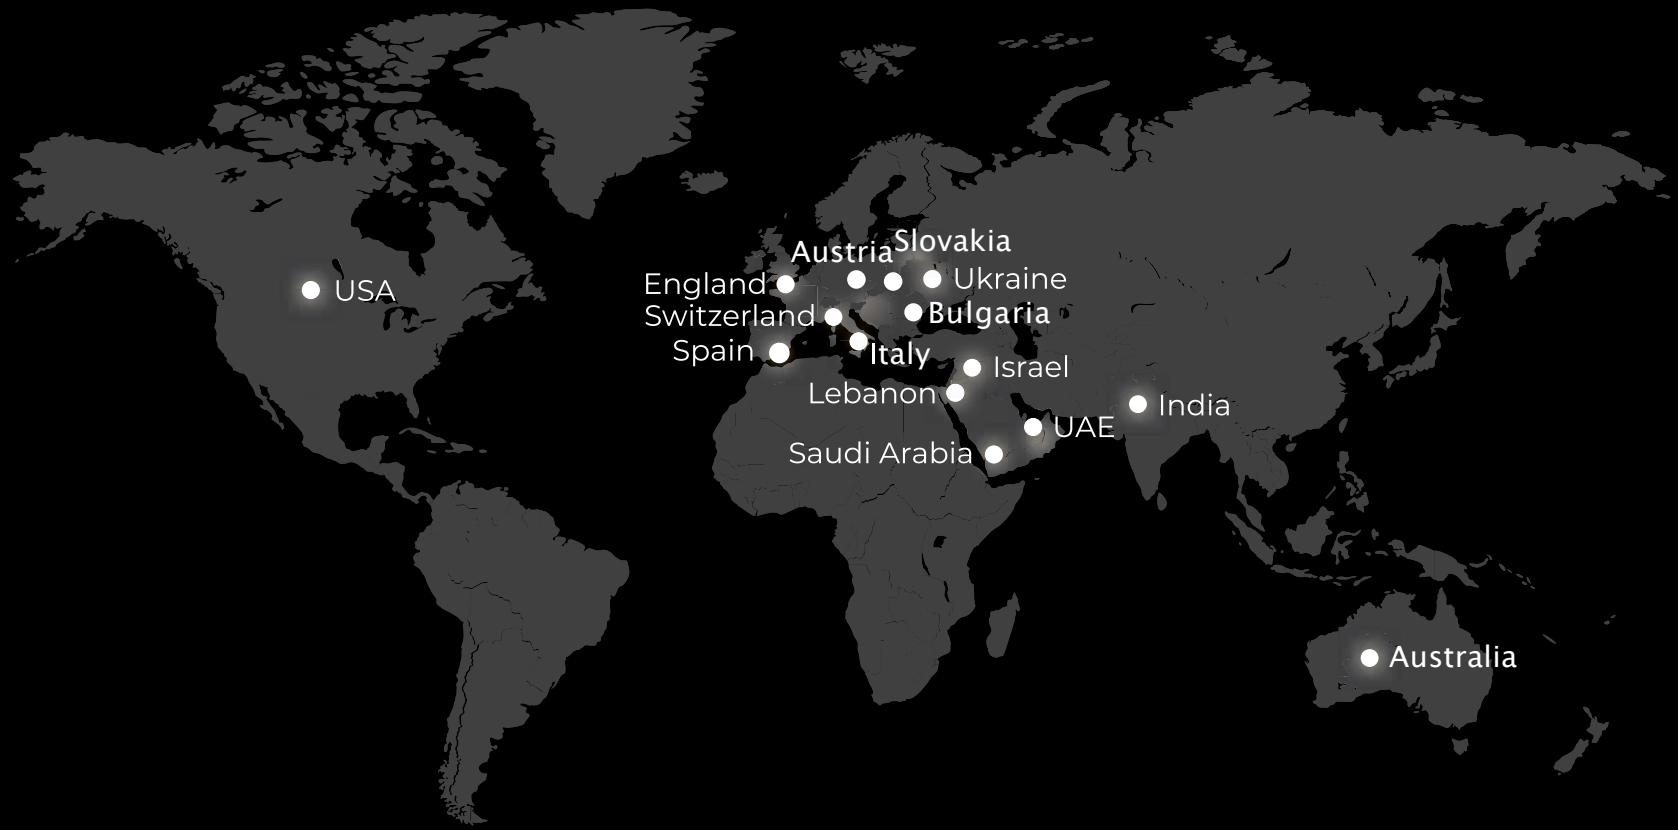 Slovakia
Austria
Ukraine
England
USA
Bulgaria
Switzerland
Spain
Italy
Israel
Lebanon
India
UAE
Saudi Arabia
Australia